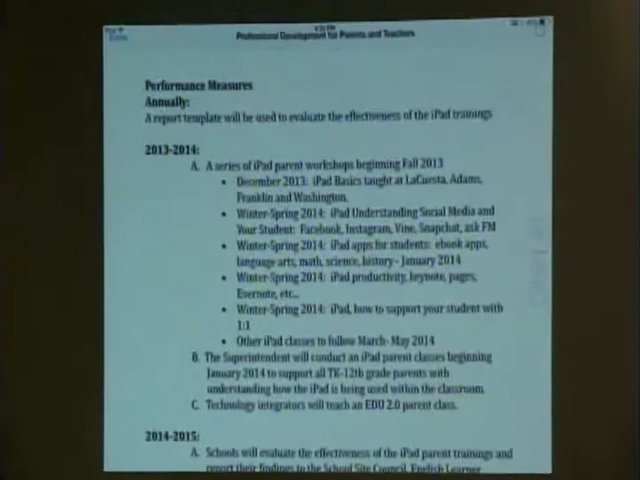 Professional Development for Parents and Teachers
Performance Measures
Annually:
A report template will be used to evaluate the effectiveness of the iPad trainings
2013-2014:
A. A series of iPad parent workshops beginning Fall 2013
• December 2013: iPad Basics taught at LaCuesta, Adams,
Franklin and Washington.
• Winter-Spring 2014: iPad Understanding Social Media and
Your Student: Facebook, Instagram, Vine, Snapchat, ask FM
• Winter-Spring 2014: iPad apps for students: ebook apps,
language arts, math, science, history- January 2014
• Winter-Spring 2014: iPad productivity, keynote, pages,
Evernote, etc...
• Winter-Spring 2014: iPad, how to support your student with
1:1
• Other iPad classes to follow March- May 2014
B. The Superintendent will conduct an iPad parent classes beginning
January 2014 to support all TK-12th grade parents with
understanding how the iPad is being used within the classroom.
C. Technology integrators will teach an EDU 2.0 parent class.
2014-2015:
A. Schools will evaluate the effectiveness of the iPad parent trainings and
report their findings to the School Site Council, English Learner